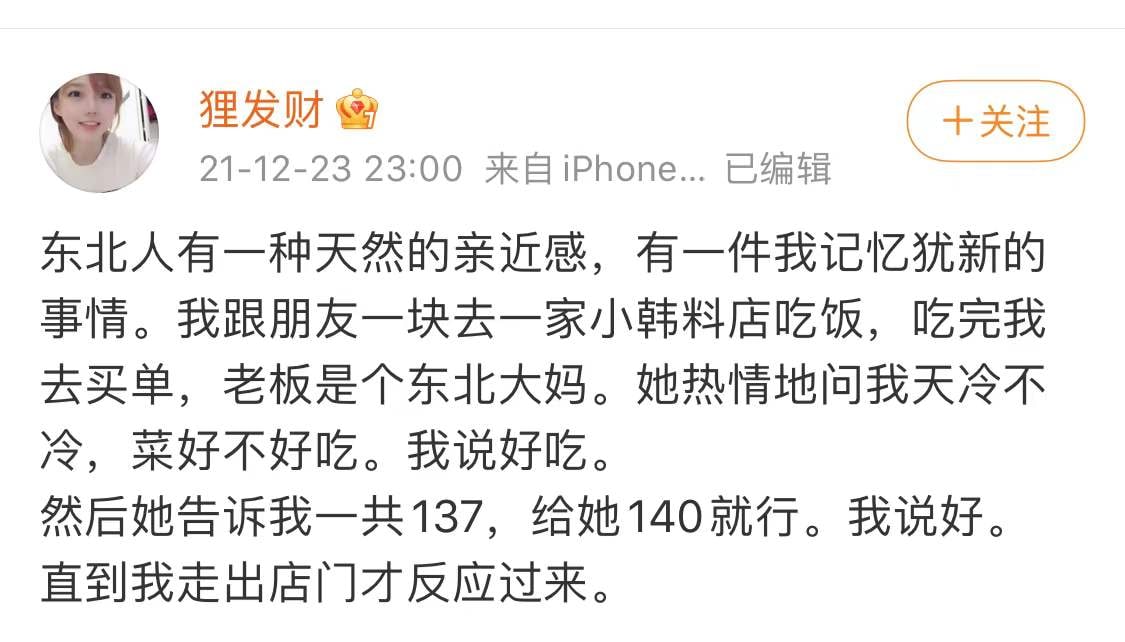 狸发财
+关注
21-12-23 23:00 来自iPhone... 已编辑
东北人有一种天然的亲近感，有一件我记忆犹新的
事情。我跟朋友一块去一家小韩料店吃饭，吃完我
去买单，老板是个东北大妈。她热情地问我天冷不
冷，菜好不好吃。我说好吃。
然后她告诉我一共137，给她140就行。我说好。
直到我走出店门才反应过来。